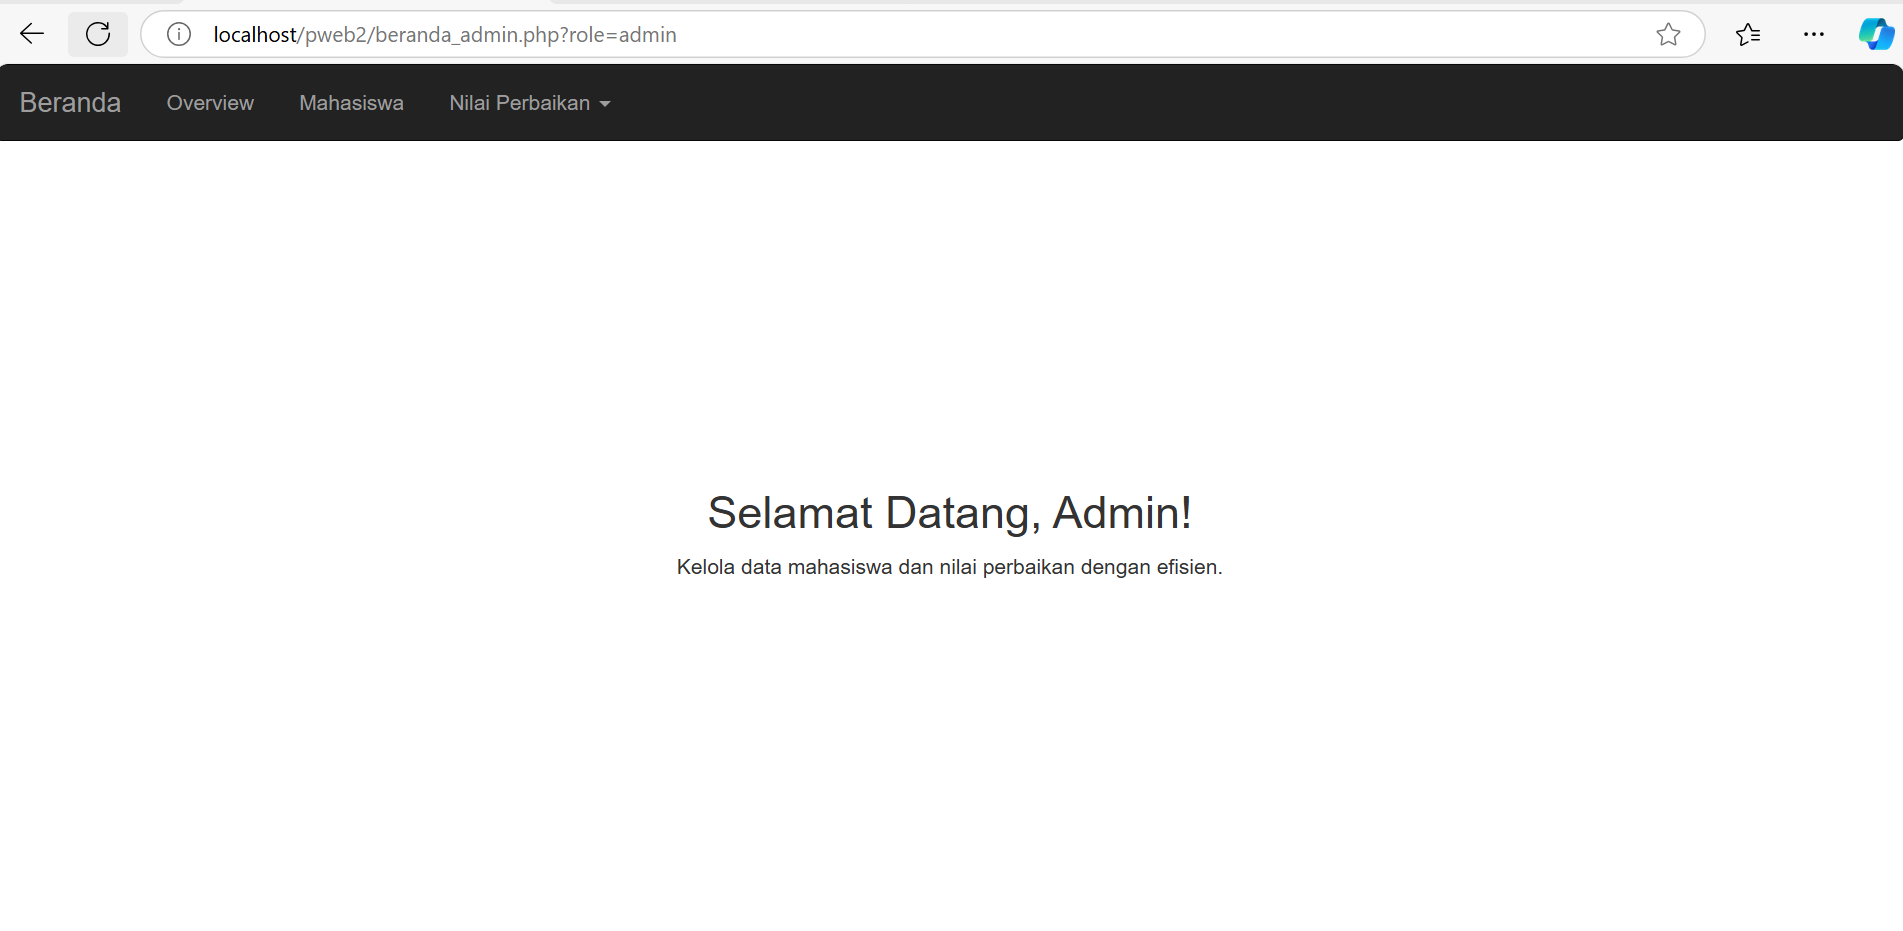 localhost/pweb2/beranda_admin.php?role=admin
Beranda Overview Mahasiswa Nilai Perbaikan
Selamat Datang, Admin!
Kelola data mahasiswa dan nilai perbaikan dengan efisien.